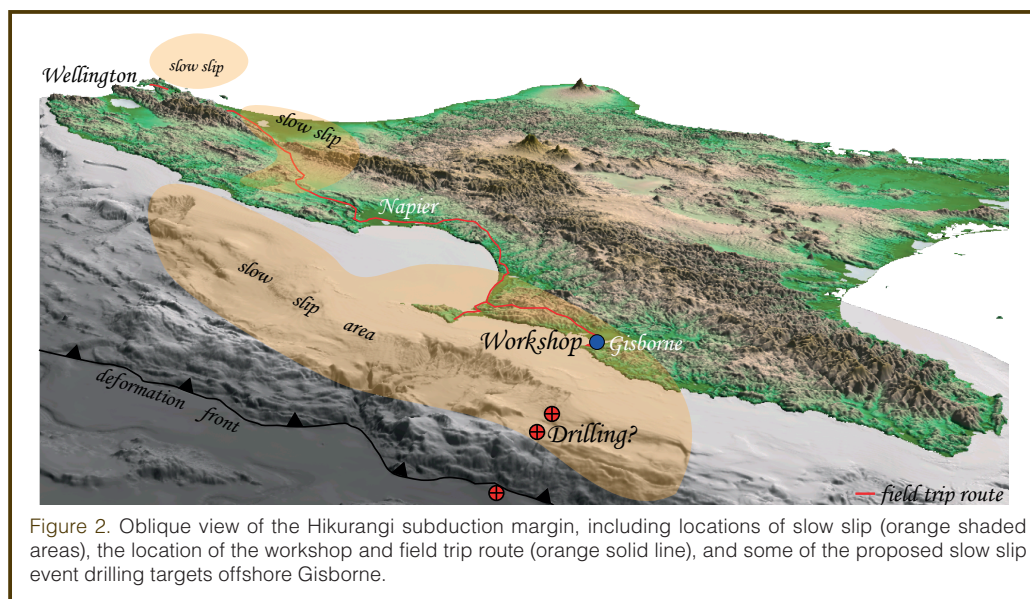 Wellington
slow slip
slow slip
Napier
slow
slip
area
Workshop
Gisborne
Drilling?
deformation
front
field trip route
Figure 2. Oblique view of the Hikurangi subduction margin, including locations of slow slip (orange shaded
areas), the location of the workshop and field trip route (orange solid line), and some of the proposed slow slip
event drilling targets offshore Gisborne.